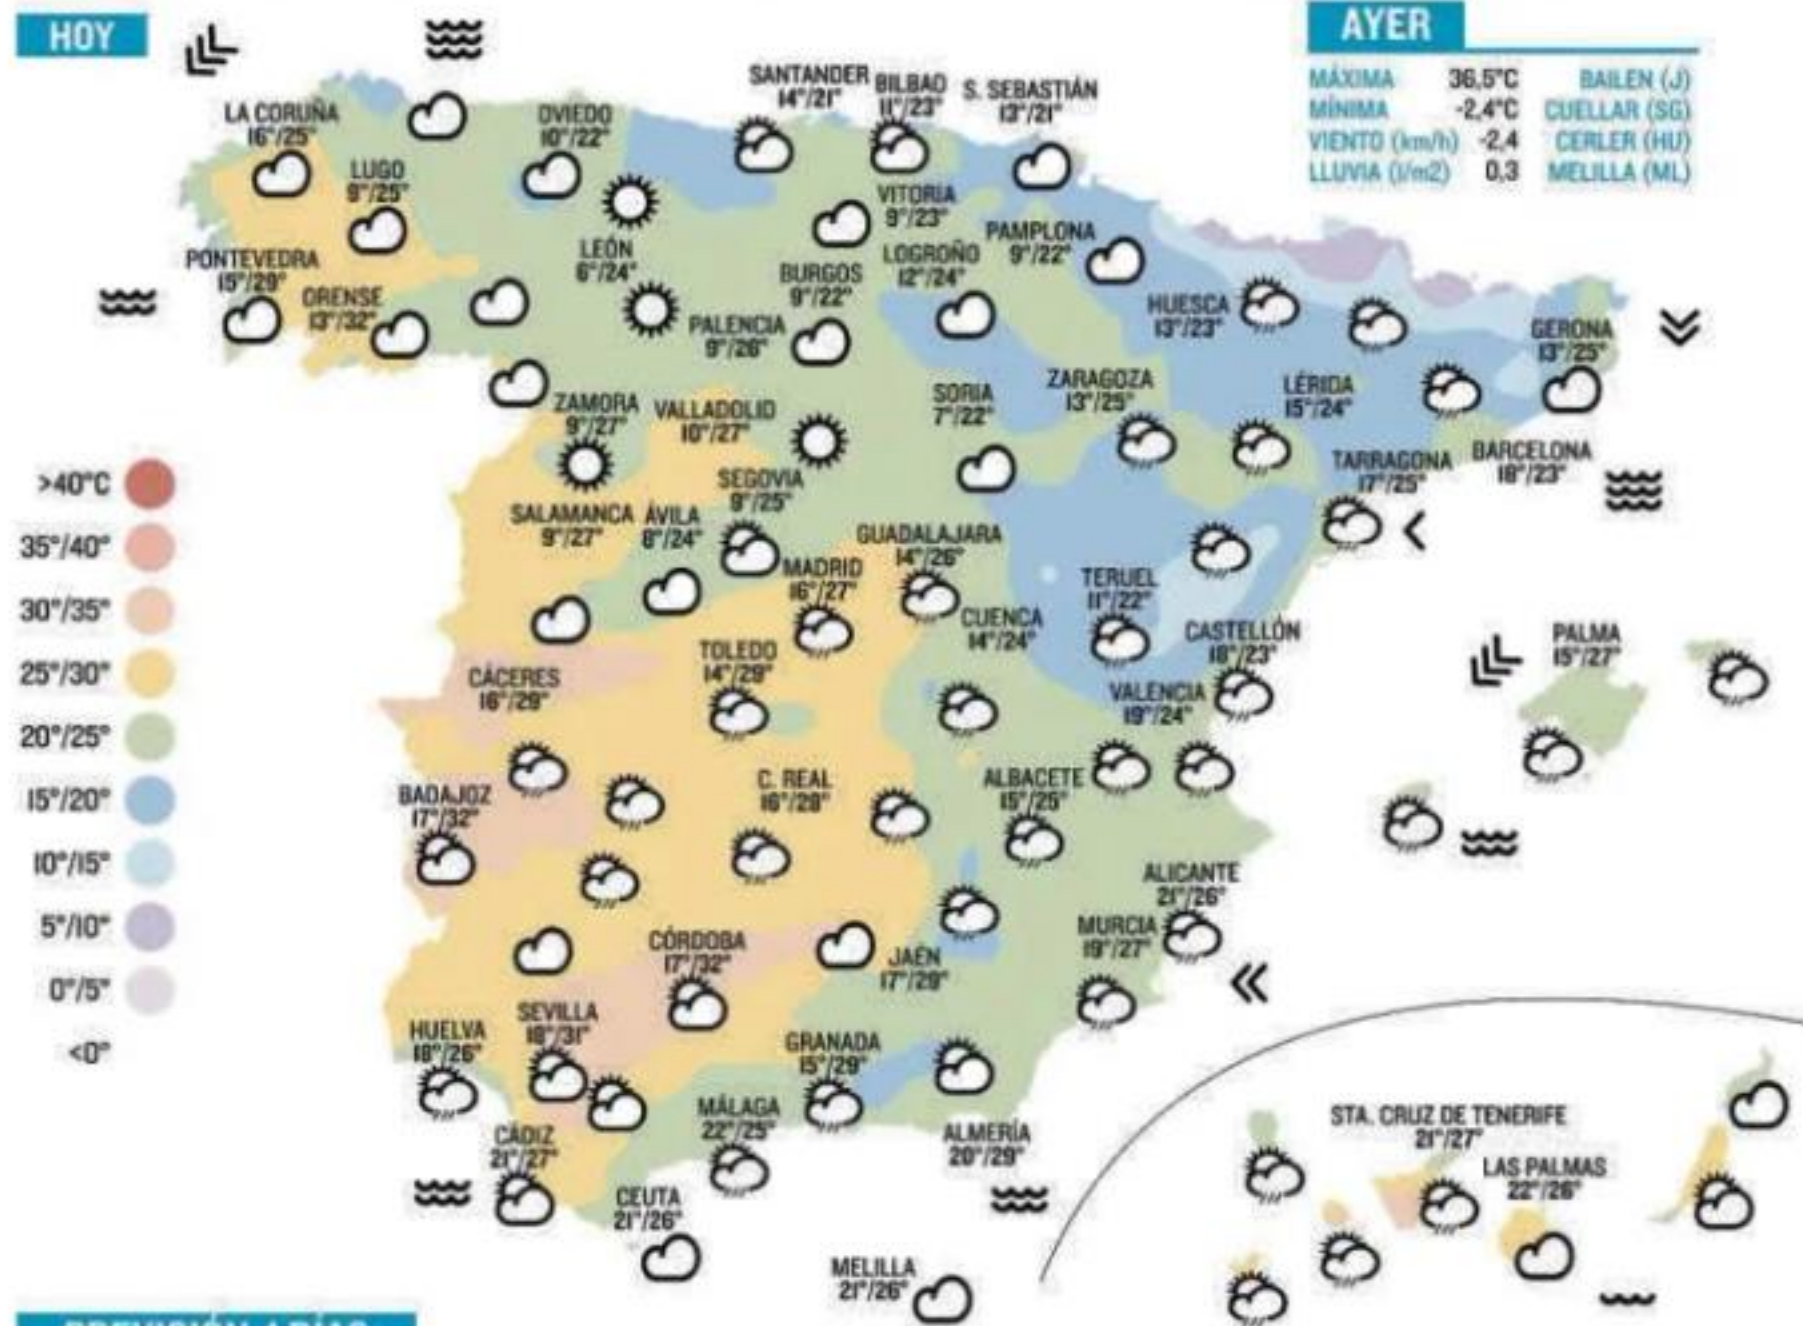 HOY
AYER
MÁXIMA 36,5°C BAILEN (J)
MÍNIMA -2,4°C CUELLAR (SG)
VIENTO (km/h) -2,4 CERLER (HU)
LLUVIA (l/m2) 0,3 MELILLA (ML)
LA CORUÑA
16°/25°
LUGO
9°/25°
OVIEDO
10°/22°
SANTANDER
14°/21°
BILBAO
11°/23°
S. SEBASTIÁN
13°/21°
PONTEVEDRA
15°/29°
ORENSE
13°/32°
LEÓN
6°/24°
VITORIA
9°/23°
PAMPLONA
9°/22°
LOGROÑO
12°/24°
BURGOS
9°/22°
PALENCIA
9°/26°
HUESCA
13°/23°
GERONA
13°/25°
ZAMORA
9°/27°
VALLADOLID
10°/27°
SORIA
7°/22°
ZARAGOZA
13°/25°
LÉRIDA
15°/24°
BARCELONA
18°/23°
TARRAGONA
17°/25°
SEGOVIA
9°/25°
SALAMANCA
9°/27°
ÁVILA
8°/24°
GUADALAJARA
14°/26°
MADRID
16°/27°
TERUEL
11°/22°
CUENCA
14°/24°
CASTELLÓN
18°/23°
PALMA
15°/27°
TOLEDO
14°/29°
CÁCERES
16°/29°
VALENCIA
19°/24°
BADAJOZ
17°/32°
C. REAL
16°/28°
ALBACETE
15°/25°
ALICANTE
21°/26°
MURCIA
19°/27°
CÓRDOBA
17°/32°
JAÉN
17°/29°
SEVILLA
18°/31°
HUELVA
18°/26°
GRANADA
15°/29°
MÁLAGA
22°/25°
ALMERÍA
20°/29°
CÁDIZ
21°/27°
CEUTA
21°/26°
MELILLA
21°/26°
STA. CRUZ DE TENERIFE
21°/27°
LAS PALMAS
22°/26°
>40°C
35°/40°
30°/35°
25°/30°
20°/25°
15°/20°
10°/15°
5°/10°
0°/5°
<0°